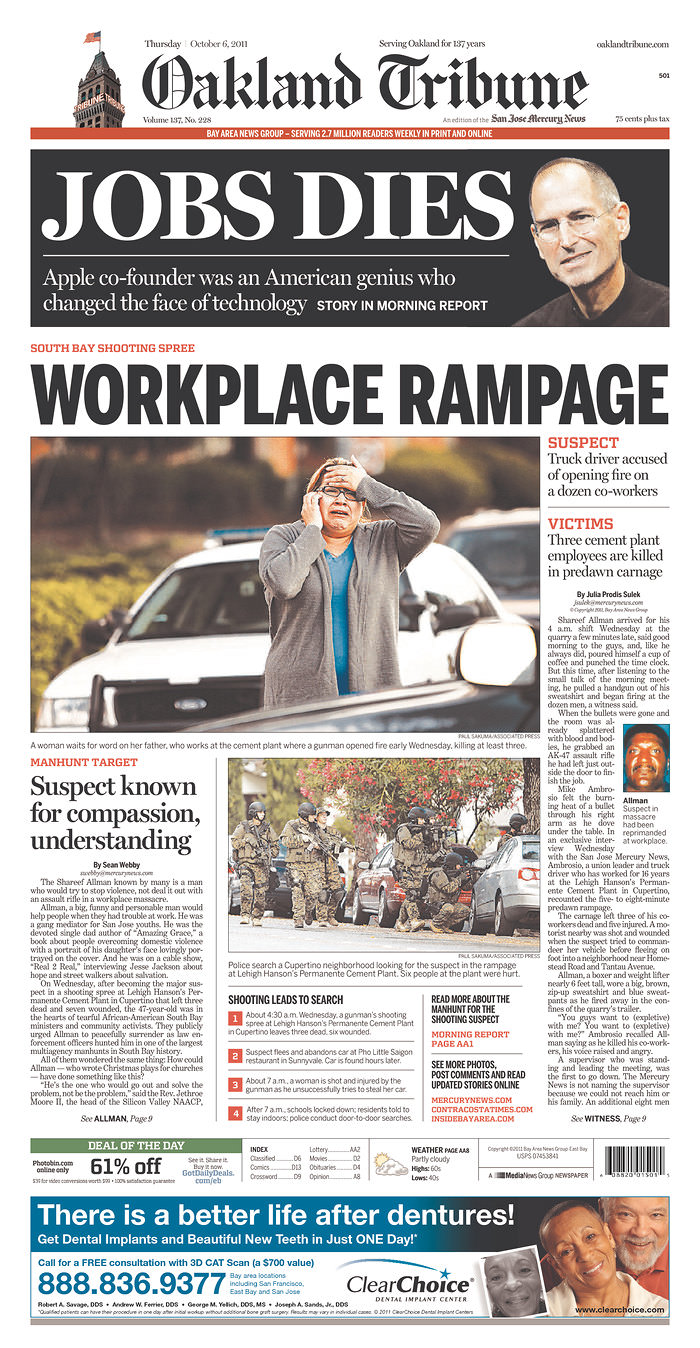 Thursday | October 6, 2011
Serving Oakland for 137 years
oaklandtribune.com
TRIBUNE TRIBUNE
Oakland Tribune
501
Volume 137, No. 228
An edition of the San Jose Mercury News
75 cents plus tax
BAY AREA NEWS GROUP – SERVING 2.7 MILLION READERS WEEKLY IN PRINT AND ONLINE
JOBS DIES
Apple co-founder was an American genius who
changed the face of technology STORY IN MORNING REPORT
SOUTH BAY SHOOTING SPREE
WORKPLACE RAMPAGE
PAUL SAKUMA/ASSOCIATED PRESS
A woman waits for word on her father, who works at the cement plant where a gunman opened fire early Wednesday, killing at least three.
SUSPECT
Truck driver accused
of opening fire on
a dozen co-workers
VICTIMS
Three cement plant
employees are killed
in predawn carnage
By Julia Prodis Sulek
jsulek@mercurynews.com
© Copyright 2011, Bay Area News Group
Shareef Allman arrived for his
4 a.m. shift Wednesday at the
quarry a few minutes late, said good
morning to the guys, and, like he
always did, poured himself a cup of
coffee and punched the time clock.
But this time, after listening to the
small talk of the morning meet-
ing, he pulled a handgun out of his
sweatshirt and began firing at the
dozen men, a witness said.
When the bullets were gone and
the room was al-
ready splattered
with blood and bod-
ies, he grabbed an
AK-47 assault rifle
he had left just out-
side the door to fin-
ish the job.
Mike Ambro-
sio felt the burn-
ing heat of a bullet
through his right
arm as he dove
under the table. In
an exclusive inter-
view Wednesday
with the San Jose Mercury News,
Ambrosio, a union leader and truck
driver who has worked for 16 years
at the Lehigh Hanson's Perman-
ente Cement Plant in Cupertino,
recounted the five- to eight-minute
predawn rampage.
The carnage left three of his co-
workers dead and five injured. A mo-
torist nearby was shot and wounded
when the suspect tried to comman-
deer her vehicle before fleeing on
foot into a neighborhood near Home-
stead Road and Tantau Avenue.
Allman, a boxer and weight lifter
nearly 6 feet tall, wore a big, brown,
zip-up sweatshirt and blue sweat-
pants as he fired away in the con-
fines of the quarry's trailer.
"You guys want to (expletive)
with me? You want to (expletive)
with me?" Ambrosio recalled All-
man saying as he killed his co-work-
ers, his voice raised and angry.
A supervisor who was stand-
ing and leading the meeting, was
the first to go down. The Mercury
News is not naming the supervisor
because we could not reach him or
his family. An additional eight men
See WITNESS, Page 9
Allman
Suspect in
massacre
had been
reprimanded
at workplace.
MANHUNT TARGET
Suspect known
for compassion,
understanding
By Sean Webby
swebby@mercurynews.com
The Shareef Allman known by many is a man
who would try to stop violence, not deal it out with
an assault rifle in a workplace massacre.
Allman, a big, funny and personable man would
help people when they had trouble at work. He was
a gang mediator for San Jose youths. He was the
devoted single dad author of "Amazing Grace," a
book about people overcoming domestic violence
with a portrait of his daughter's face lovingly por-
trayed on the cover. And he was on a cable show,
"Real 2 Real," interviewing Jesse Jackson about
hope and street walkers about salvation.
On Wednesday, after becoming the major sus-
pect in a shooting spree at Lehigh Hanson's Per-
manente Cement Plant in Cupertino that left three
dead and seven wounded, the 47-year-old was in
the hearts of tearful African-American South Bay
ministers and community activists. They publicly
urged Allman to peacefully surrender as law en-
forcement officers hunted him in one of the largest
multiagency manhunts in South Bay history.
All of them wondered the same thing: How could
Allman — who wrote Christmas plays for churches
— have done something like this?
"He's the one who would go out and solve the
problem, not be the problem," said the Rev. Jethroe
Moore II, the head of the Silicon Valley NAACP,
See ALLMAN, Page 9
PAUL SAKUMA/ASSOCIATED PRESS
Police search a Cupertino neighborhood looking for the suspect in the rampage
at Lehigh Hanson's Permanente Cement Plant. Six people at the plant were hurt.
SHOOTING LEADS TO SEARCH
1 About 4:30 a.m. Wednesday, a gunman's shooting
spree at Lehigh Hanson's Permanente Cement Plant
in Cupertino leaves three dead, six wounded.
2 Suspect flees and abandons car at Pho Little Saigon
restaurant in Sunnyvale. Car is found hours later.
3 About 7 a.m., a woman is shot and injured by the
gunman as he unsuccessfully tries to steal her car.
4 After 7 a.m., schools locked down; residents told to
stay indoors; police conduct door-to-door searches.
READ MORE ABOUT THE
MANHUNT FOR THE
SHOOTING SUSPECT
MORNING REPORT
PAGE AA1
SEE MORE PHOTOS,
POST COMMENTS AND READ
UPDATED STORIES ONLINE
MERCURYNEWS.COM
CONTRACOSTATIMES.COM
INSIDEBAYAREA.COM
DEAL OF THE DAY
Photobin.com
online only
61% off
See it. Share it.
Buy it now.
GotDailyDeals.
com/eb
$39 for video conversions worth $99 • 100% satisfaction guarantee
INDEX
Classified ........ D6
Comics ........ D13
Crossword ........ D9
Lottery ........ AA2
Movies ........ D2
Obituaries ........ D4
Opinion ........ A8
WEATHER PAGE AA8
Partly cloudy
Highs: 60s
Lows: 40s
Copyright ©2011 Bay Area News Group East Bay
USPS 07453841
A MediaNews Group NEWSPAPER
There is a better life after dentures!
Get Dental Implants and Beautiful New Teeth in Just ONE Day!*
Call for a FREE consultation with 3D CAT Scan (a $700 value)
888.836.9377
Bay area locations
including San Francisco,
East Bay and San Jose
ClearChoice®
DENTAL IMPLANT CENTER
Robert A. Savage, DDS • Andrew W. Ferrier, DDS • George M. Yellich, DDS, MS • Joseph A. Sands, Jr., DDS
*Qualified patients can have their procedure in one day after initial workup without additional bone graft surgery. Results may vary in individual cases. © 2011 ClearChoice Dental Implant Centers
www.clearchoice.com